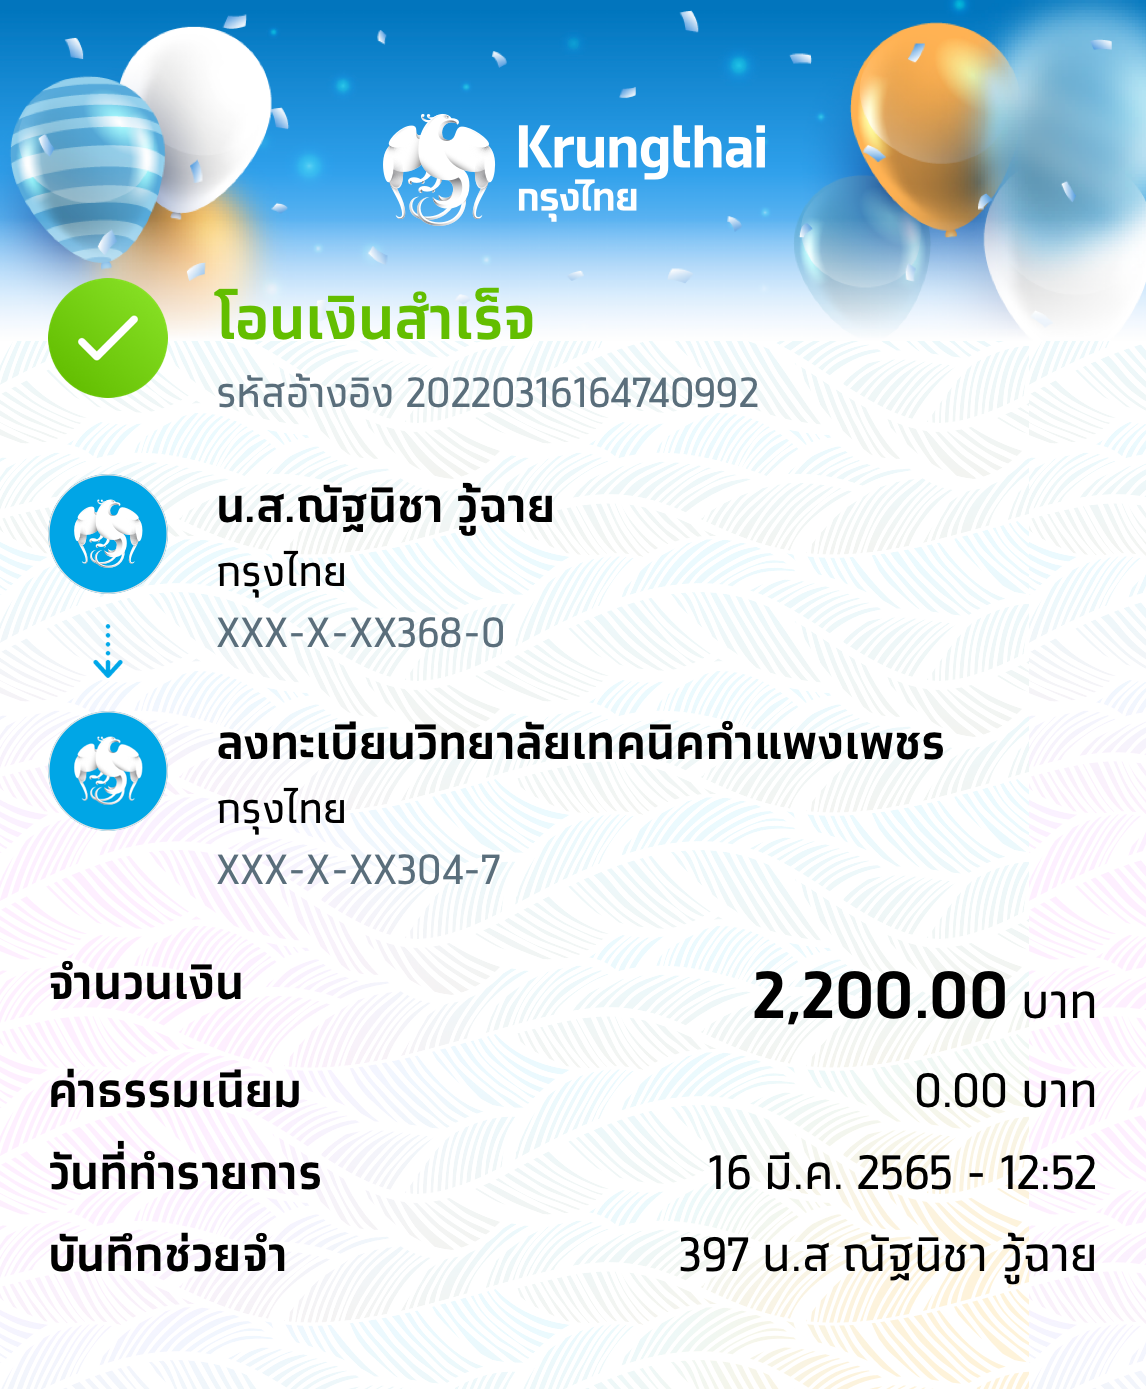 Krungthai
กรุงไทย
โอนเงินสำเร็จ
รหัสอ้างอิง 20220316164740992
น.ส.ณัฐนิชา วู้ฉาย
กรุงไทย
XXX-X-XX368-0
ลงทะเบียนวิทยาลัยเทคนิคกำแพงเพชร
กรุงไทย
XXX-X-XX304-7
จำนวนเงิน 2,200.00 บาท
ค่าธรรมเนียม 0.00 บาท
วันที่ทำรายการ 16 มี.ค. 2565 - 12:52
บันทึกช่วยจำ 397 น.ส ณัฐนิชา วู้ฉาย